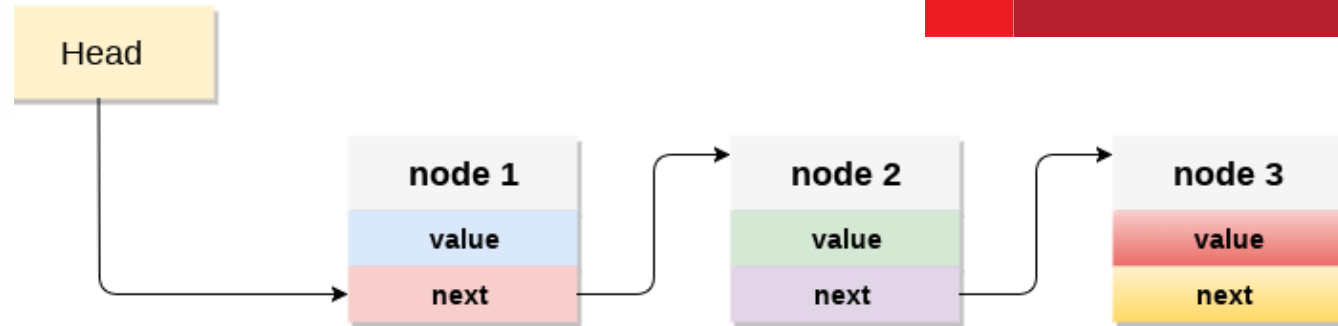 Head
node 1
value
next
node 2
value
next
node 3
value
next